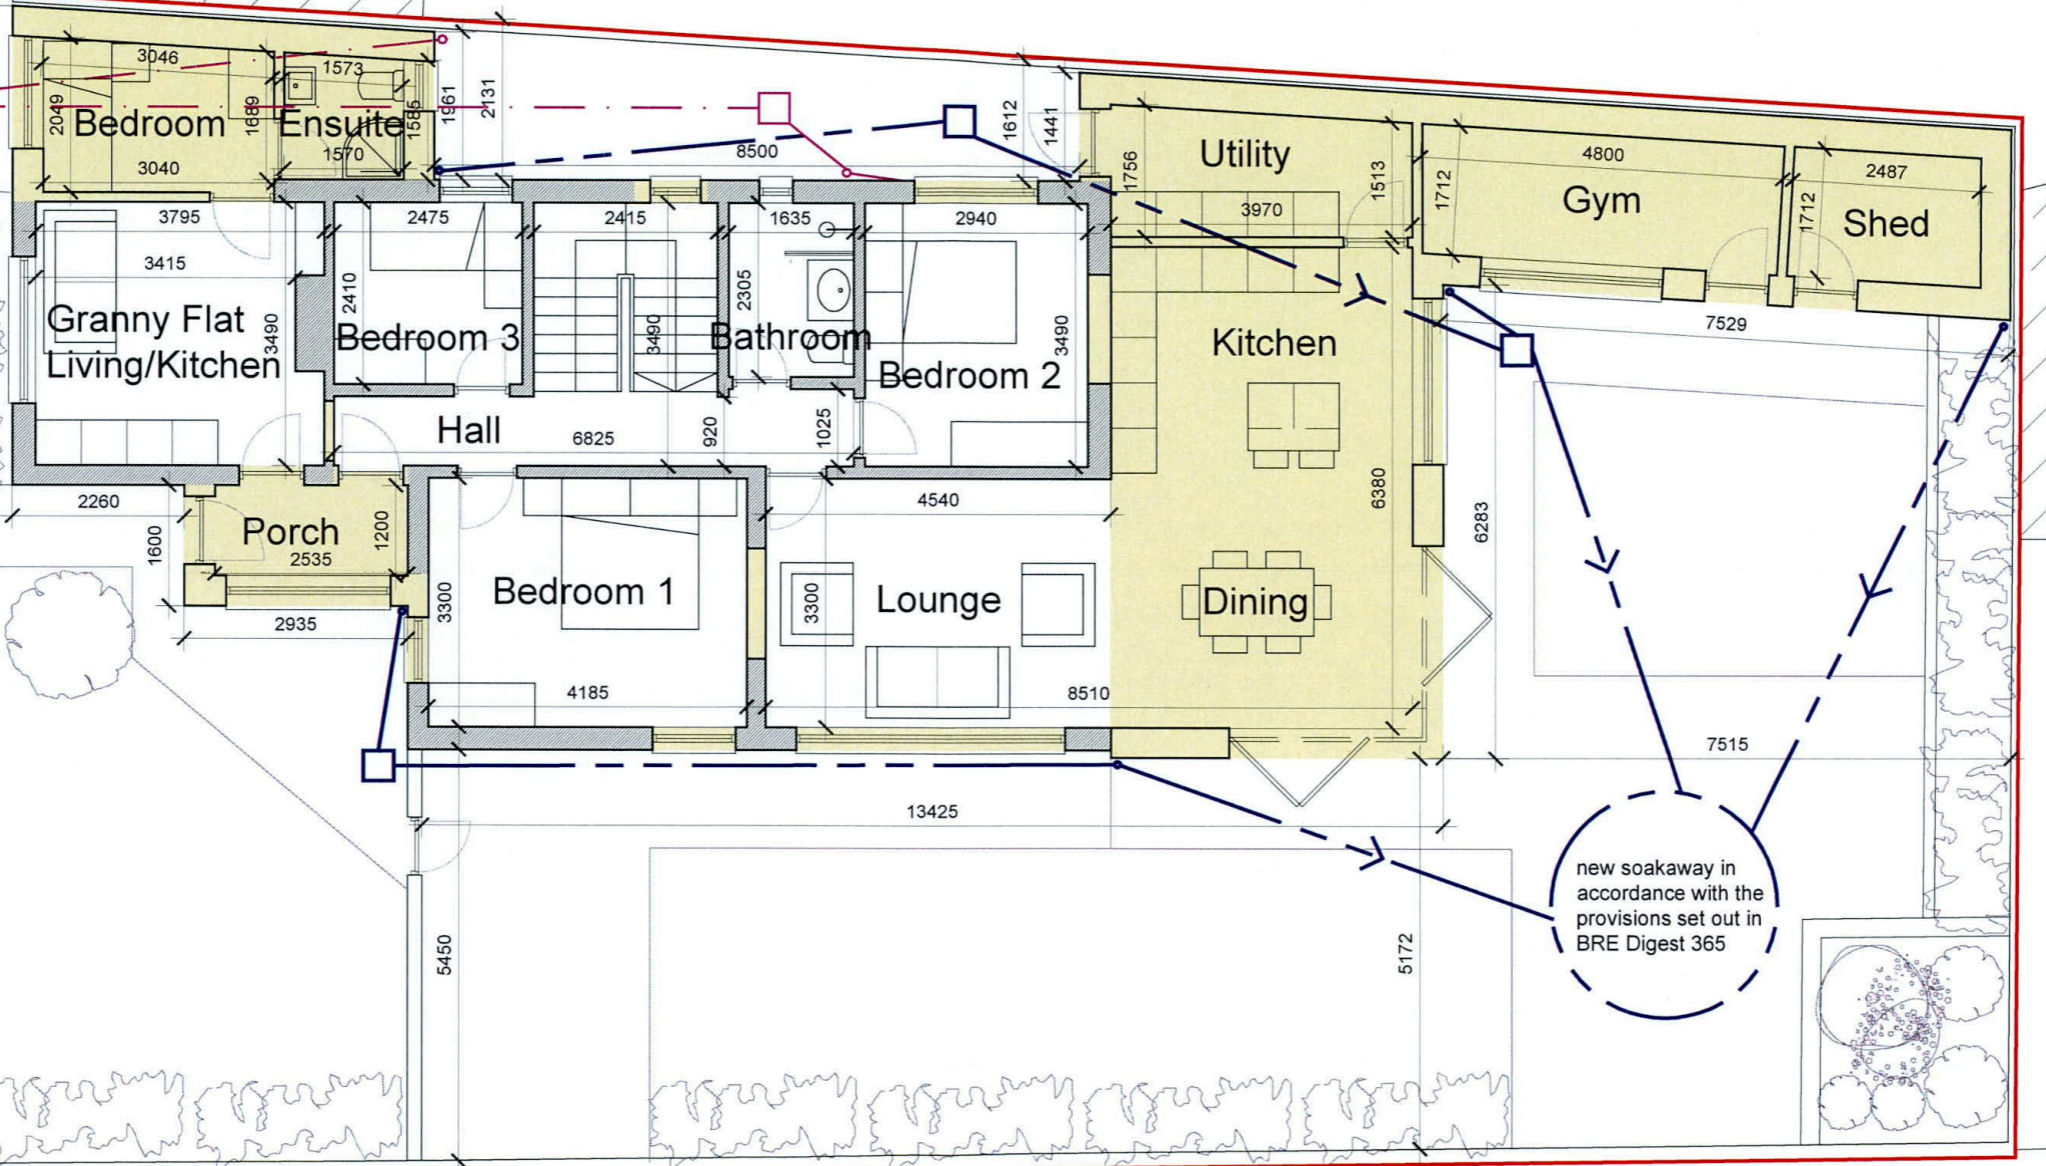 3046
1573
2049
1689
1585
1961
2131
Bedroom
Ensuite
3040
1570
8500
1612
1441
1756
Utility
1513
3970
4800
1712
Gym
2487
1712
Shed
3795
2475
2415
1635
2940
3415
2410
2305
3490
3490
3490
Granny Flat
Living/Kitchen
Bedroom 3
Bathroom
Bedroom 2
Kitchen
7529
Hall
6825
920
1025
2260
1600
Porch
1200
2535
2935
4540
6380
6283
3300
Bedroom 1
3300
Lounge
Dining
4185
8510
7515
13425
new soakaway in
accordance with the
provisions set out in
BRE Digest 365
5450
5172